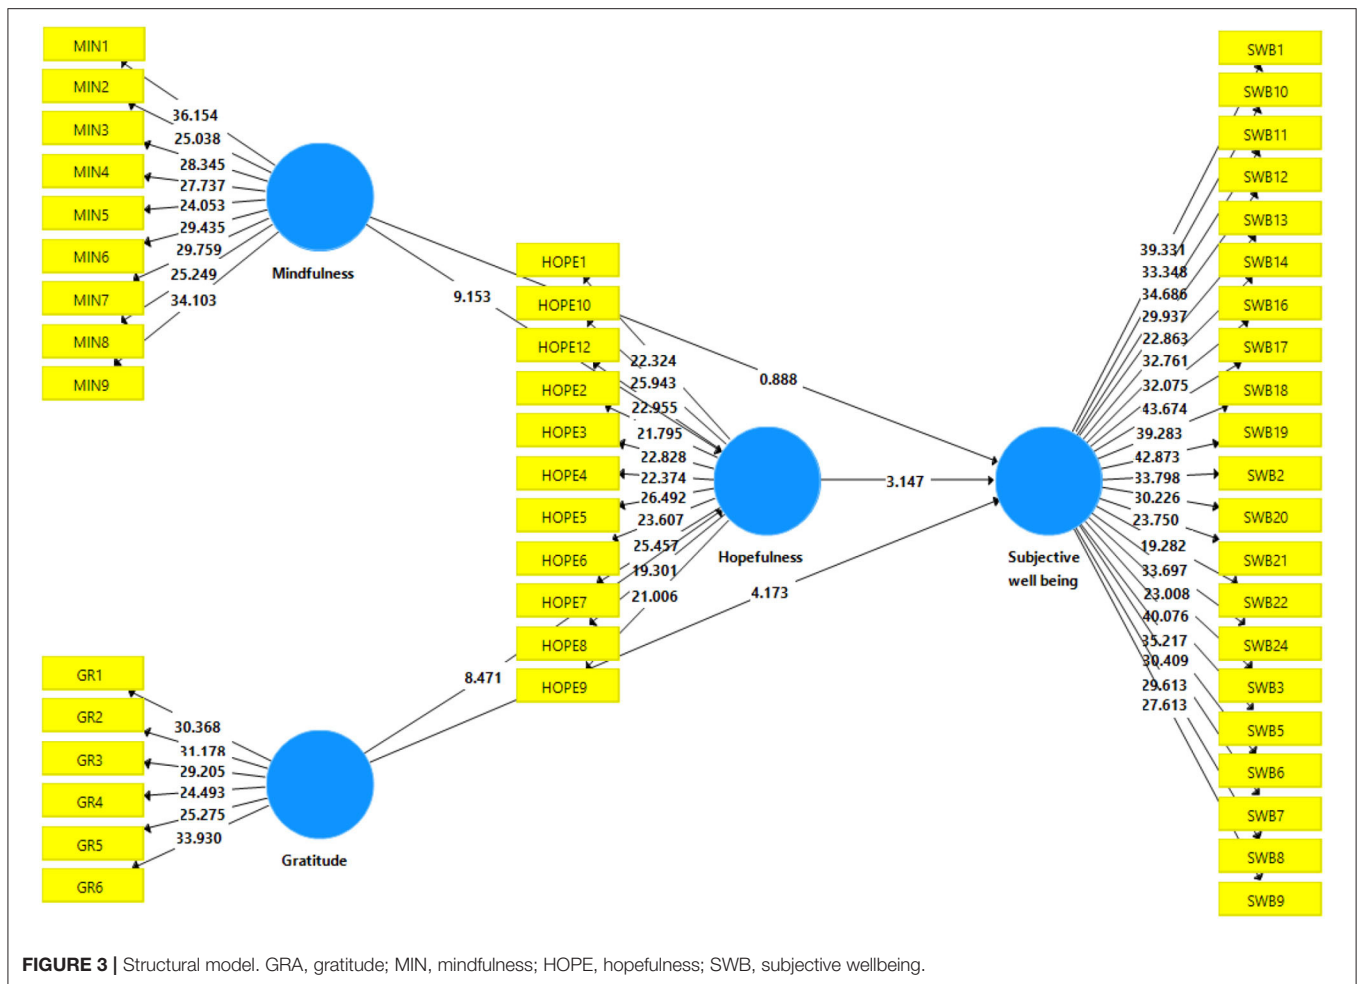 MIN1
MIN2
MIN3
MIN4
MIN5
MIN6
MIN7
MIN8
MIN9
36.154
25.038
28.345
27.737
24.053
29.435
29.759
25.249
34.103
Mindfulness
GR1
GR2
GR3
GR4
GR5
GR6
30.368
31.178
29.205
24.493
25.275
33.930
Gratitude
9.153
0.888
8.471
4.173
3.147
HOPE1
HOPE10
HOPE12
HOPE2
HOPE3
HOPE4
HOPE5
HOPE6
HOPE7
HOPE8
HOPE9
22.324
25.943
22.955
21.795
22.828
22.374
26.492
23.607
25.457
19.301
21.006
Hopefulness
Subjective
well being
39.331
33.348
34.686
29.937
22.863
32.761
32.075
43.674
39.283
42.873
33.798
30.226
23.750
19.282
33.697
23.008
40.076
35.217
30.409
29.613
27.613
SWB1
SWB10
SWB11
SWB12
SWB13
SWB14
SWB16
SWB17
SWB18
SWB19
SWB2
SWB20
SWB21
SWB22
SWB24
SWB3
SWB5
SWB6
SWB7
SWB8
SWB9
FIGURE 3 | Structural model. GRA, gratitude; MIN, mindfulness; HOPE, hopefulness; SWB, subjective wellbeing.